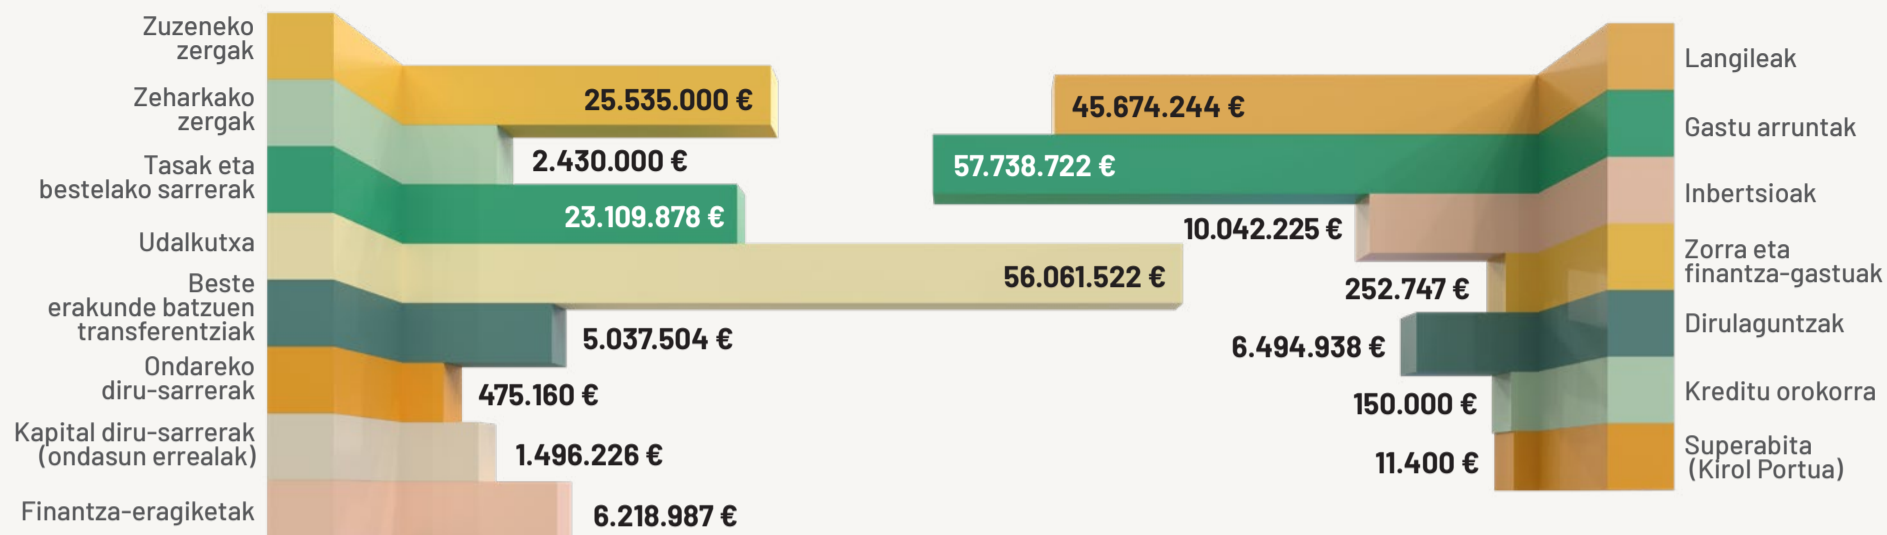 Zuzeneko
zergak
25.535.000 €
Zeharkako
zergak
2.430.000 €
Tasak eta
bestelako sarrerak
23.109.878 €
Udalkutxa
56.061.522 €
Beste
erakunde batzuen
transferentziak
5.037.504 €
Ondareko
diru-sarrerak
475.160 €
Kapital diru-sarrerak
(ondasun errealak)
1.496.226 €
Finantza-eragiketak
6.218.987 €
45.674.244 €
Langileak
57.738.722 €
Gastu arruntak
10.042.225 €
Inbertsioak
252.747 €
Zorra eta
finantza-gastuak
6.494.938 €
Dirulaguntzak
150.000 €
Kreditu orokorra
11.400 €
Superabita
(Kirol Portua)